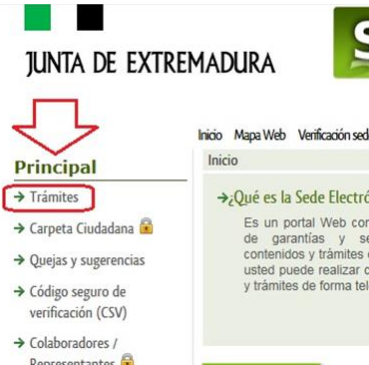 JUNTA DE EXTREMADURA
S
Inicio Mapa Web Verificación sede
Principal
Inicio
Trámites
¿Qué es la Sede Electró
Carpeta Ciudadana
Es un portal Web con
de garantías y se
contenidos y trámites
usted puede realizar
y trámites de forma tel
Quejas y sugerencias
Código seguro de
verificación (CSV)
Colaboradores /
Representantes